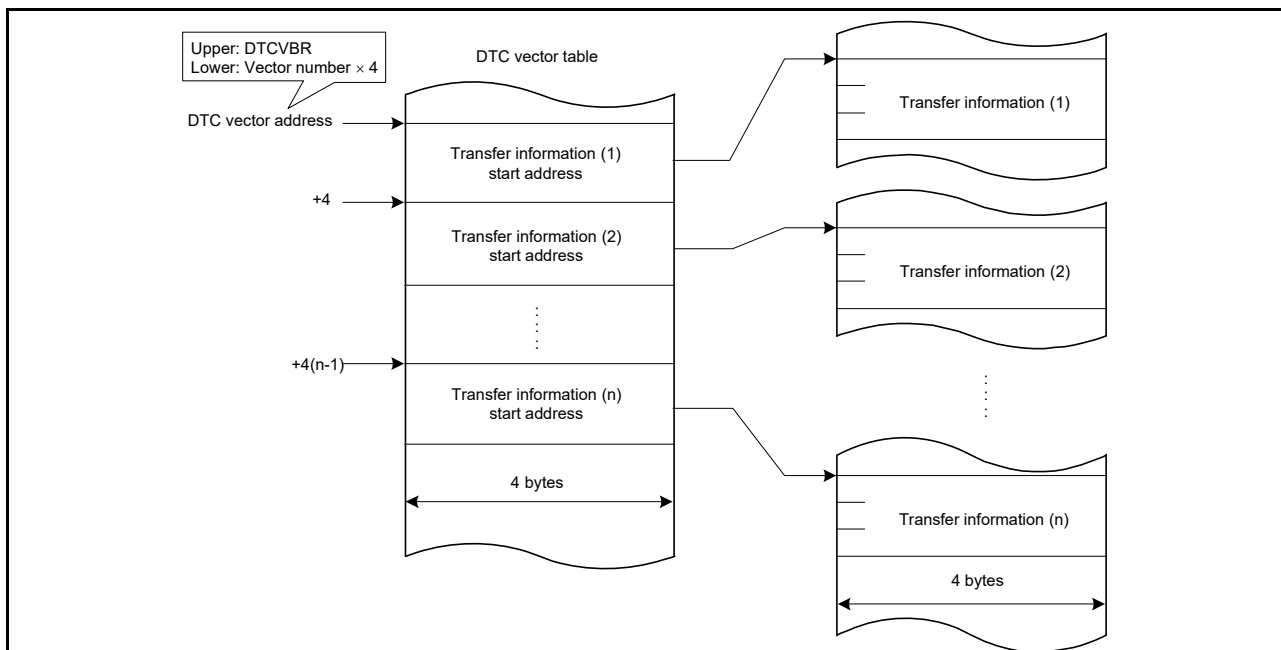 Upper: DTCVBR
Lower: Vector number × 4
DTC vector table
DTC vector address
Transfer information (1)
start address
+4
Transfer information (2)
start address
+4(n-1)
Transfer information (n)
start address
4 bytes
Transfer information (1)
Transfer information (2)
Transfer information (n)
4 bytes